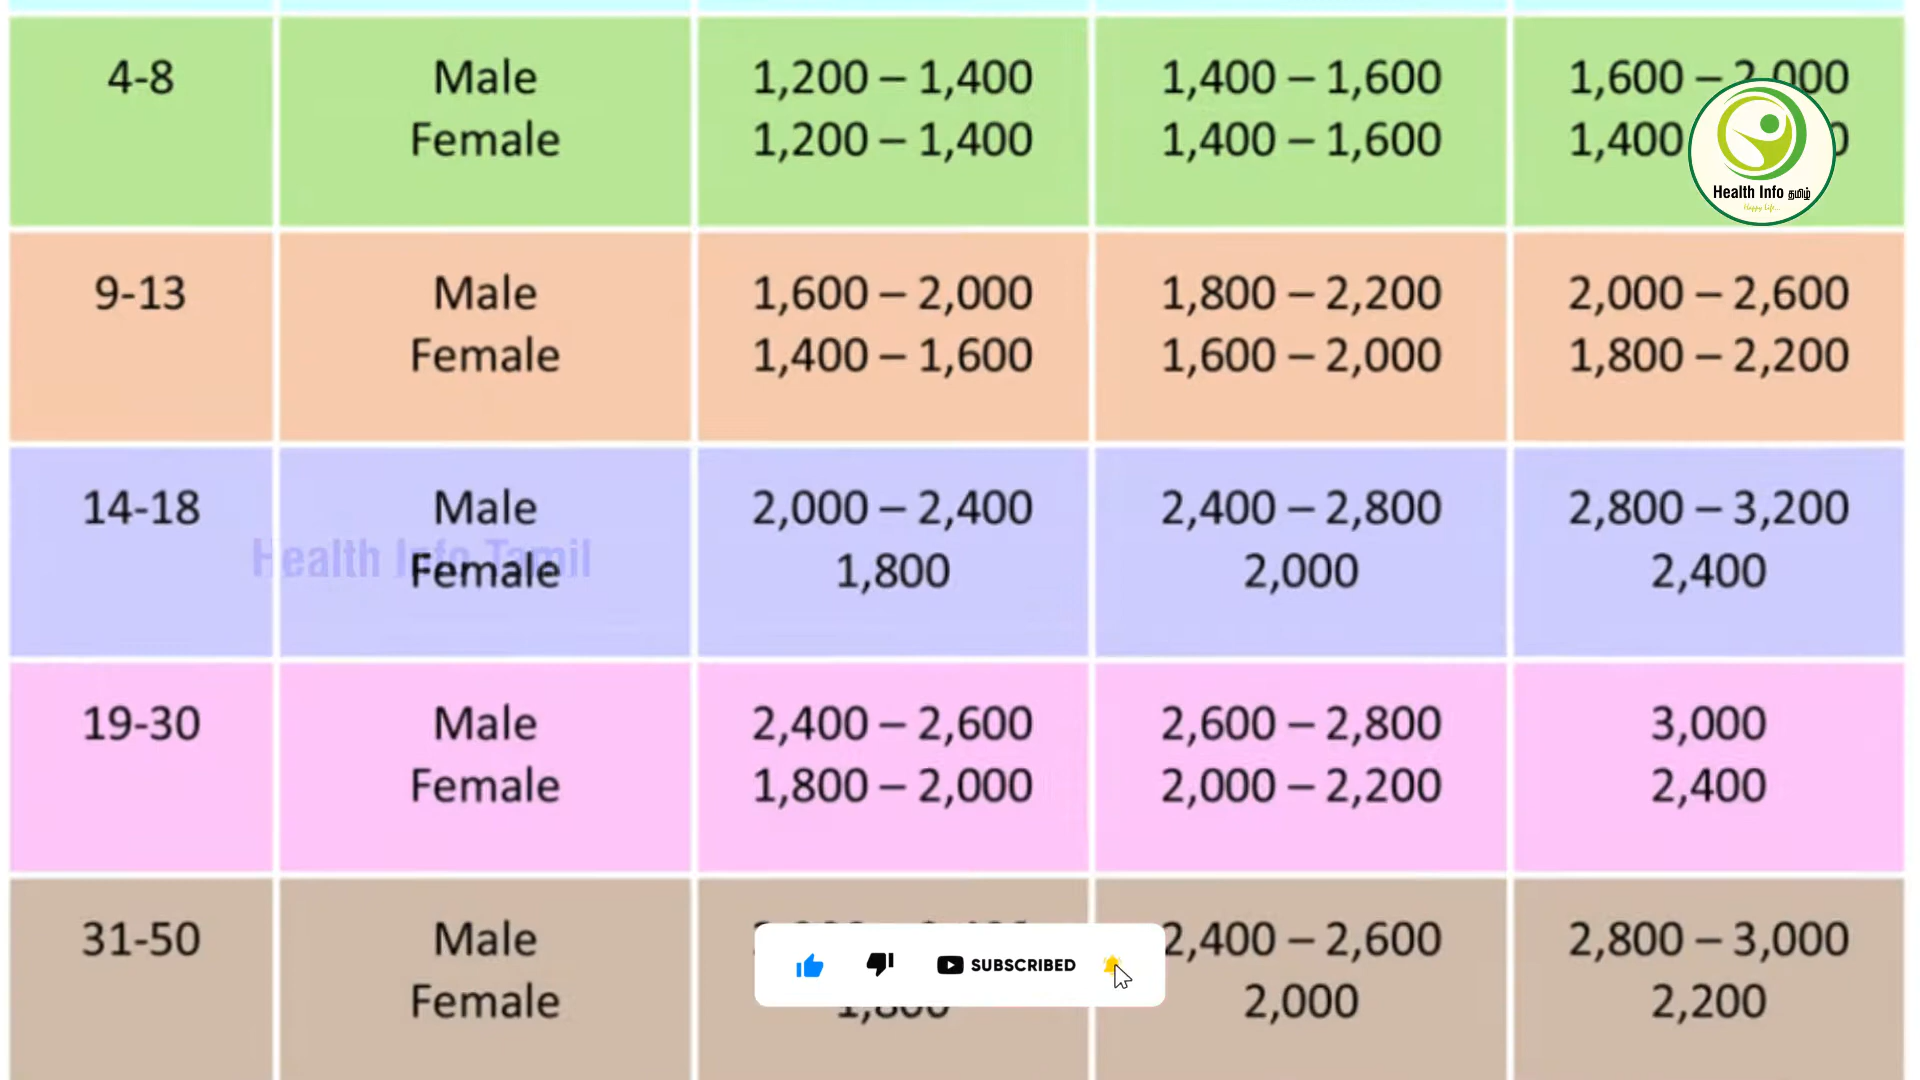 4-8 Male 1,200 – 1,400 1,400 – 1,600 1,600 – 2,000
Female 1,200 – 1,400 1,400 – 1,600 1,400
Health Info தமிழ்
Happy life...
9-13 Male 1,600 – 2,000 1,800 – 2,200 2,000 – 2,600
Female 1,400 – 1,600 1,600 – 2,000 1,800 – 2,200
14-18 Male 2,000 – 2,400 2,400 – 2,800 2,800 – 3,200
Health Info Tamil
Female 1,800 2,000 2,400
19-30 Male 2,400 – 2,600 2,600 – 2,800 3,000
Female 1,800 – 2,000 2,000 – 2,200 2,400
31-50 Male 2,400 – 2,600 2,800 – 3,000
SUBSCRIBED
Female 1,800 2,000 2,200